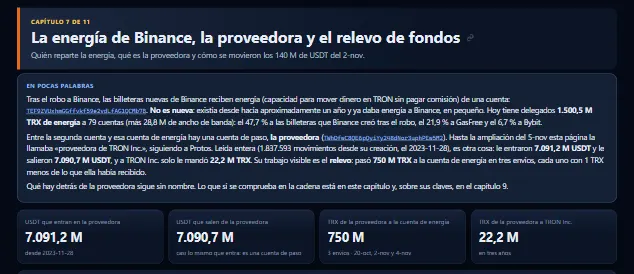 CAPÍTULO 7 DE 11
La energía de Binance, la proveedora y el relevo de fondos
Quién reparte la energía, qué es la proveedora y cómo se movieron los 140 M de USDT del 2-nov.
EN POCAS PALABRAS
Tras el robo a Binance, las billeteras nuevas de Binance reciben energía (capacidad para mover dinero en TRON sin pagar comisión) de una cuenta:
. No es nueva: existía desde hacía aproximadamente un año y ya daba energía a Binance, en pequeño. Hoy tiene delegados 1.500,5 M
TRX de energía a 79 cuentas (más 28,8 M de ancho de banda): el 47,7 % a las billeteras que Binance creó tras el robo, el 21,9 % a GasFree y el 6,7 % a Bybit.
Entre la segunda cuenta y esa cuenta de energía hay una cuenta de paso, la proveedora ( ). Hasta la ampliación del 5-nov esta página la
llamaba «proveedora de TRON Inc.», siguiendo a Protos. Leída entera (1.837.593 movimientos desde su creación, el 2023-11-28), es otra cosa: le entraron 7.091,2 M USDT y le
salieron 7.090,7 M USDT, y a TRON Inc. solo le mandó 22,2 M TRX. Su trabajo visible es el relevo: pasó 750 M TRX a la cuenta de energía en tres envíos, cada uno con 1 TRX
menos de lo que ella había recibido.
Qué hay detrás de la proveedora sigue sin nombre. Lo que sí se comprueba en la cadena está en este capítulo y, sobre sus claves, en el capítulo 9.
USDT que entran en la proveedora
7.091,2 M
desde 2023-11-28
USDT que salen de la proveedora
7.090,7 M
casi lo mismo que entra: es una cuenta de paso
TRX de la proveedora a la cuenta de energía
750 M
3 envíos · 20-oct, 2-nov y 4-nov
TRX de la proveedora a TRON Inc.
22,2 M
en tres años